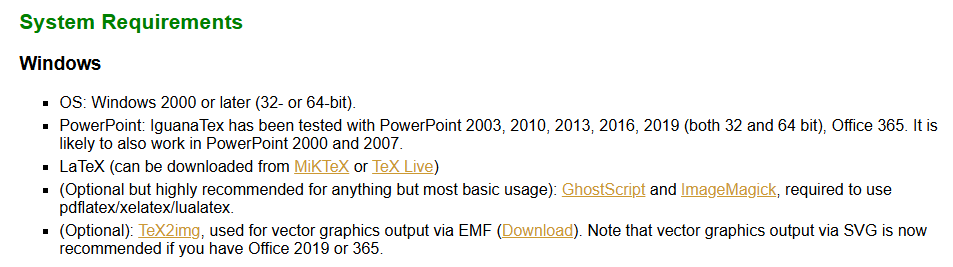 System Requirements
Windows
OS: Windows 2000 or later (32- or 64-bit).
PowerPoint: IguanaTex has been tested with PowerPoint 2003, 2010, 2013, 2016, 2019 (both 32 and 64 bit), Office 365. It is
likely to also work in PowerPoint 2000 and 2007.
LaTeX (can be downloaded from MiKTeX or TeX Live)
(Optional but highly recommended for anything but most basic usage): GhostScript and ImageMagick, required to use
pdflatex/xelatex/lualatex.
(Optional): TeX2img, used for vector graphics output via EMF (Download). Note that vector graphics output via SVG is now
recommended if you have Office 2019 or 365.